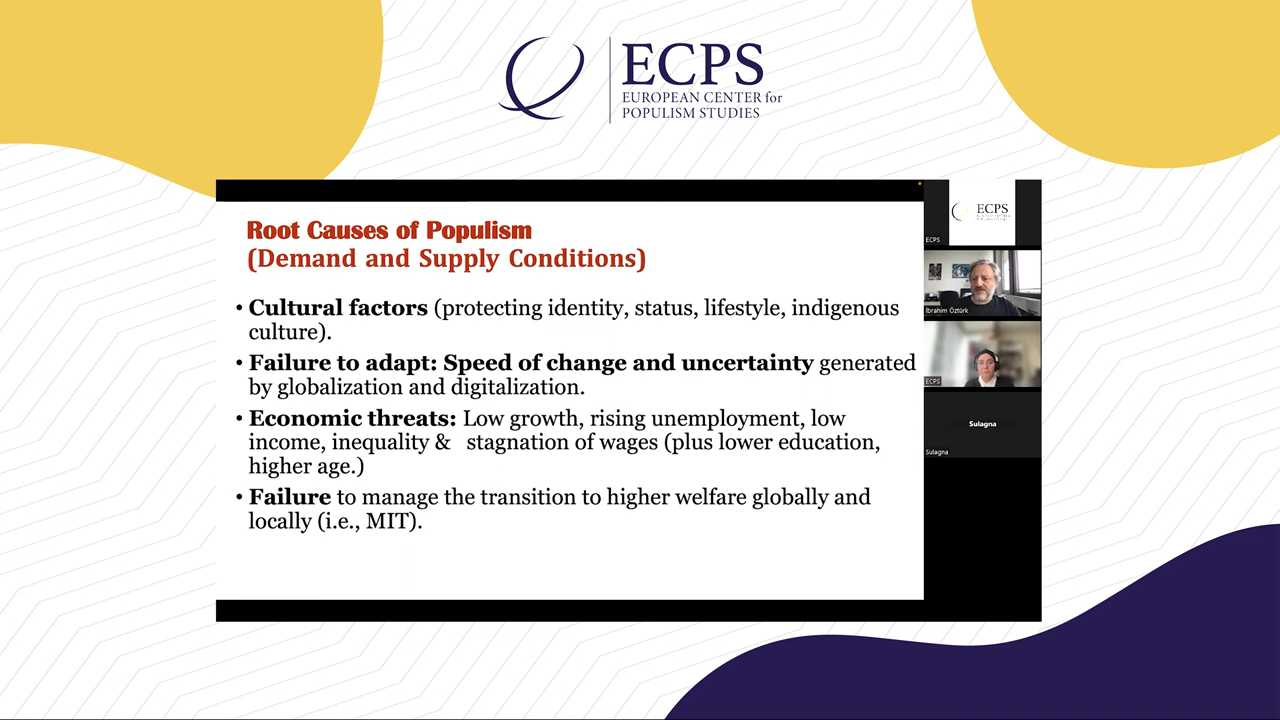 ECPS
EUROPEAN CENTER for
POPULISM STUDIES
Root Causes of Populism
(Demand and Supply Conditions)
• Cultural factors (protecting identity, status, lifestyle, indigenous
culture).
• Failure to adapt: Speed of change and uncertainty generated
by globalization and digitalization.
• Economic threats: Low growth, rising unemployment, low
income, inequality & stagnation of wages (plus lower education,
higher age.)
• Failure to manage the transition to higher welfare globally and
locally (i.e., MIT).
ECPS
ECPS
İbrahim Öztürk
ECPS
Sulagna
Sulagna